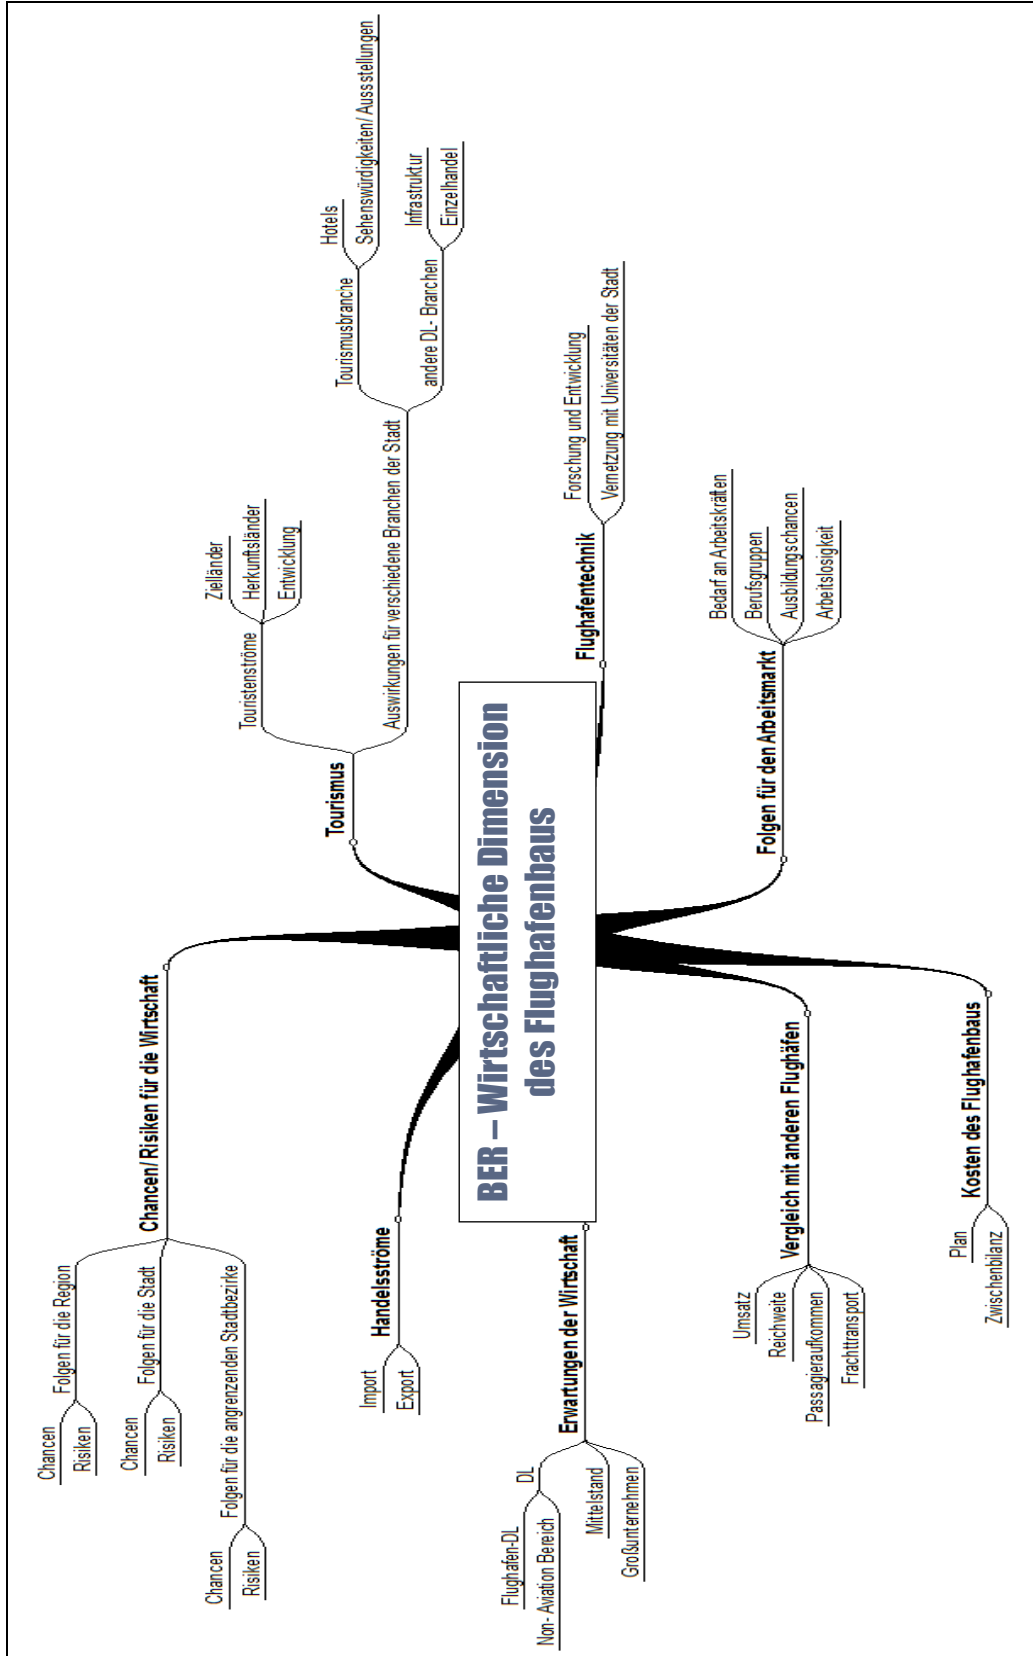 BER – Wirtschaftliche Dimension
des Flughafenbaus
Chancen/ Risiken für die Wirtschaft
Folgen für die Region
Chancen
Risiken
Folgen für die Stadt
Chancen
Risiken
Folgen für die angrenzenden Stadtbezirke
Chancen
Risiken
Handelsströme
Import
Export
Erwartungen der Wirtschaft
DL
Flughafen-DL
Non- Aviation Bereich
Mittelstand
Großunternehmen
Vergleich mit anderen Flughäfen
Umsatz
Reichweite
Passagieraufkommen
Frachttransport
Kosten des Flughafenbaus
Plan
Zwischenbilanz
Tourismus
Touristenströme
Zielländer
Herkunftsländer
Entwicklung
Auswirkungen für verschiedene Branchen der Stadt
Tourismusbranche
Hotels
Sehenswürdigkeiten/ Aussstellungen
andere DL- Branchen
Infrastruktur
Einzelhandel
Flughafentechnik
Forschung und Entwicklung
Vernetzung mit Universitäten der Stadt
Folgen für den Arbeitsmarkt
Bedarf an Arbeitskräften
Berufsgruppen
Ausbildungschancen
Arbeitslosigkeit